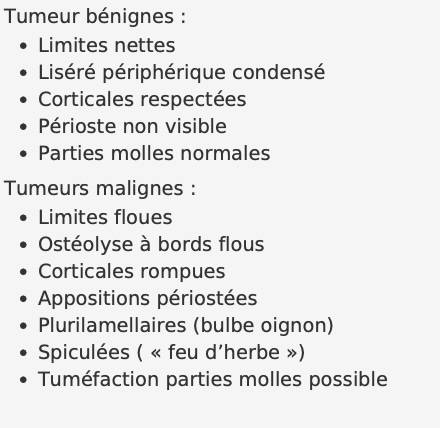 Tumeur bénignes :
• Limites nettes
• Liséré périphérique condensé
• Corticales respectées
• Périoste non visible
• Parties molles normales
Tumeurs malignes :
• Limites floues
• Ostéolyse à bords flous
• Corticales rompues
• Appositions périostées
• Plurilamellaires (bulbe oignon)
• Spiculées ( « feu d’herbe »)
• Tuméfaction parties molles possible